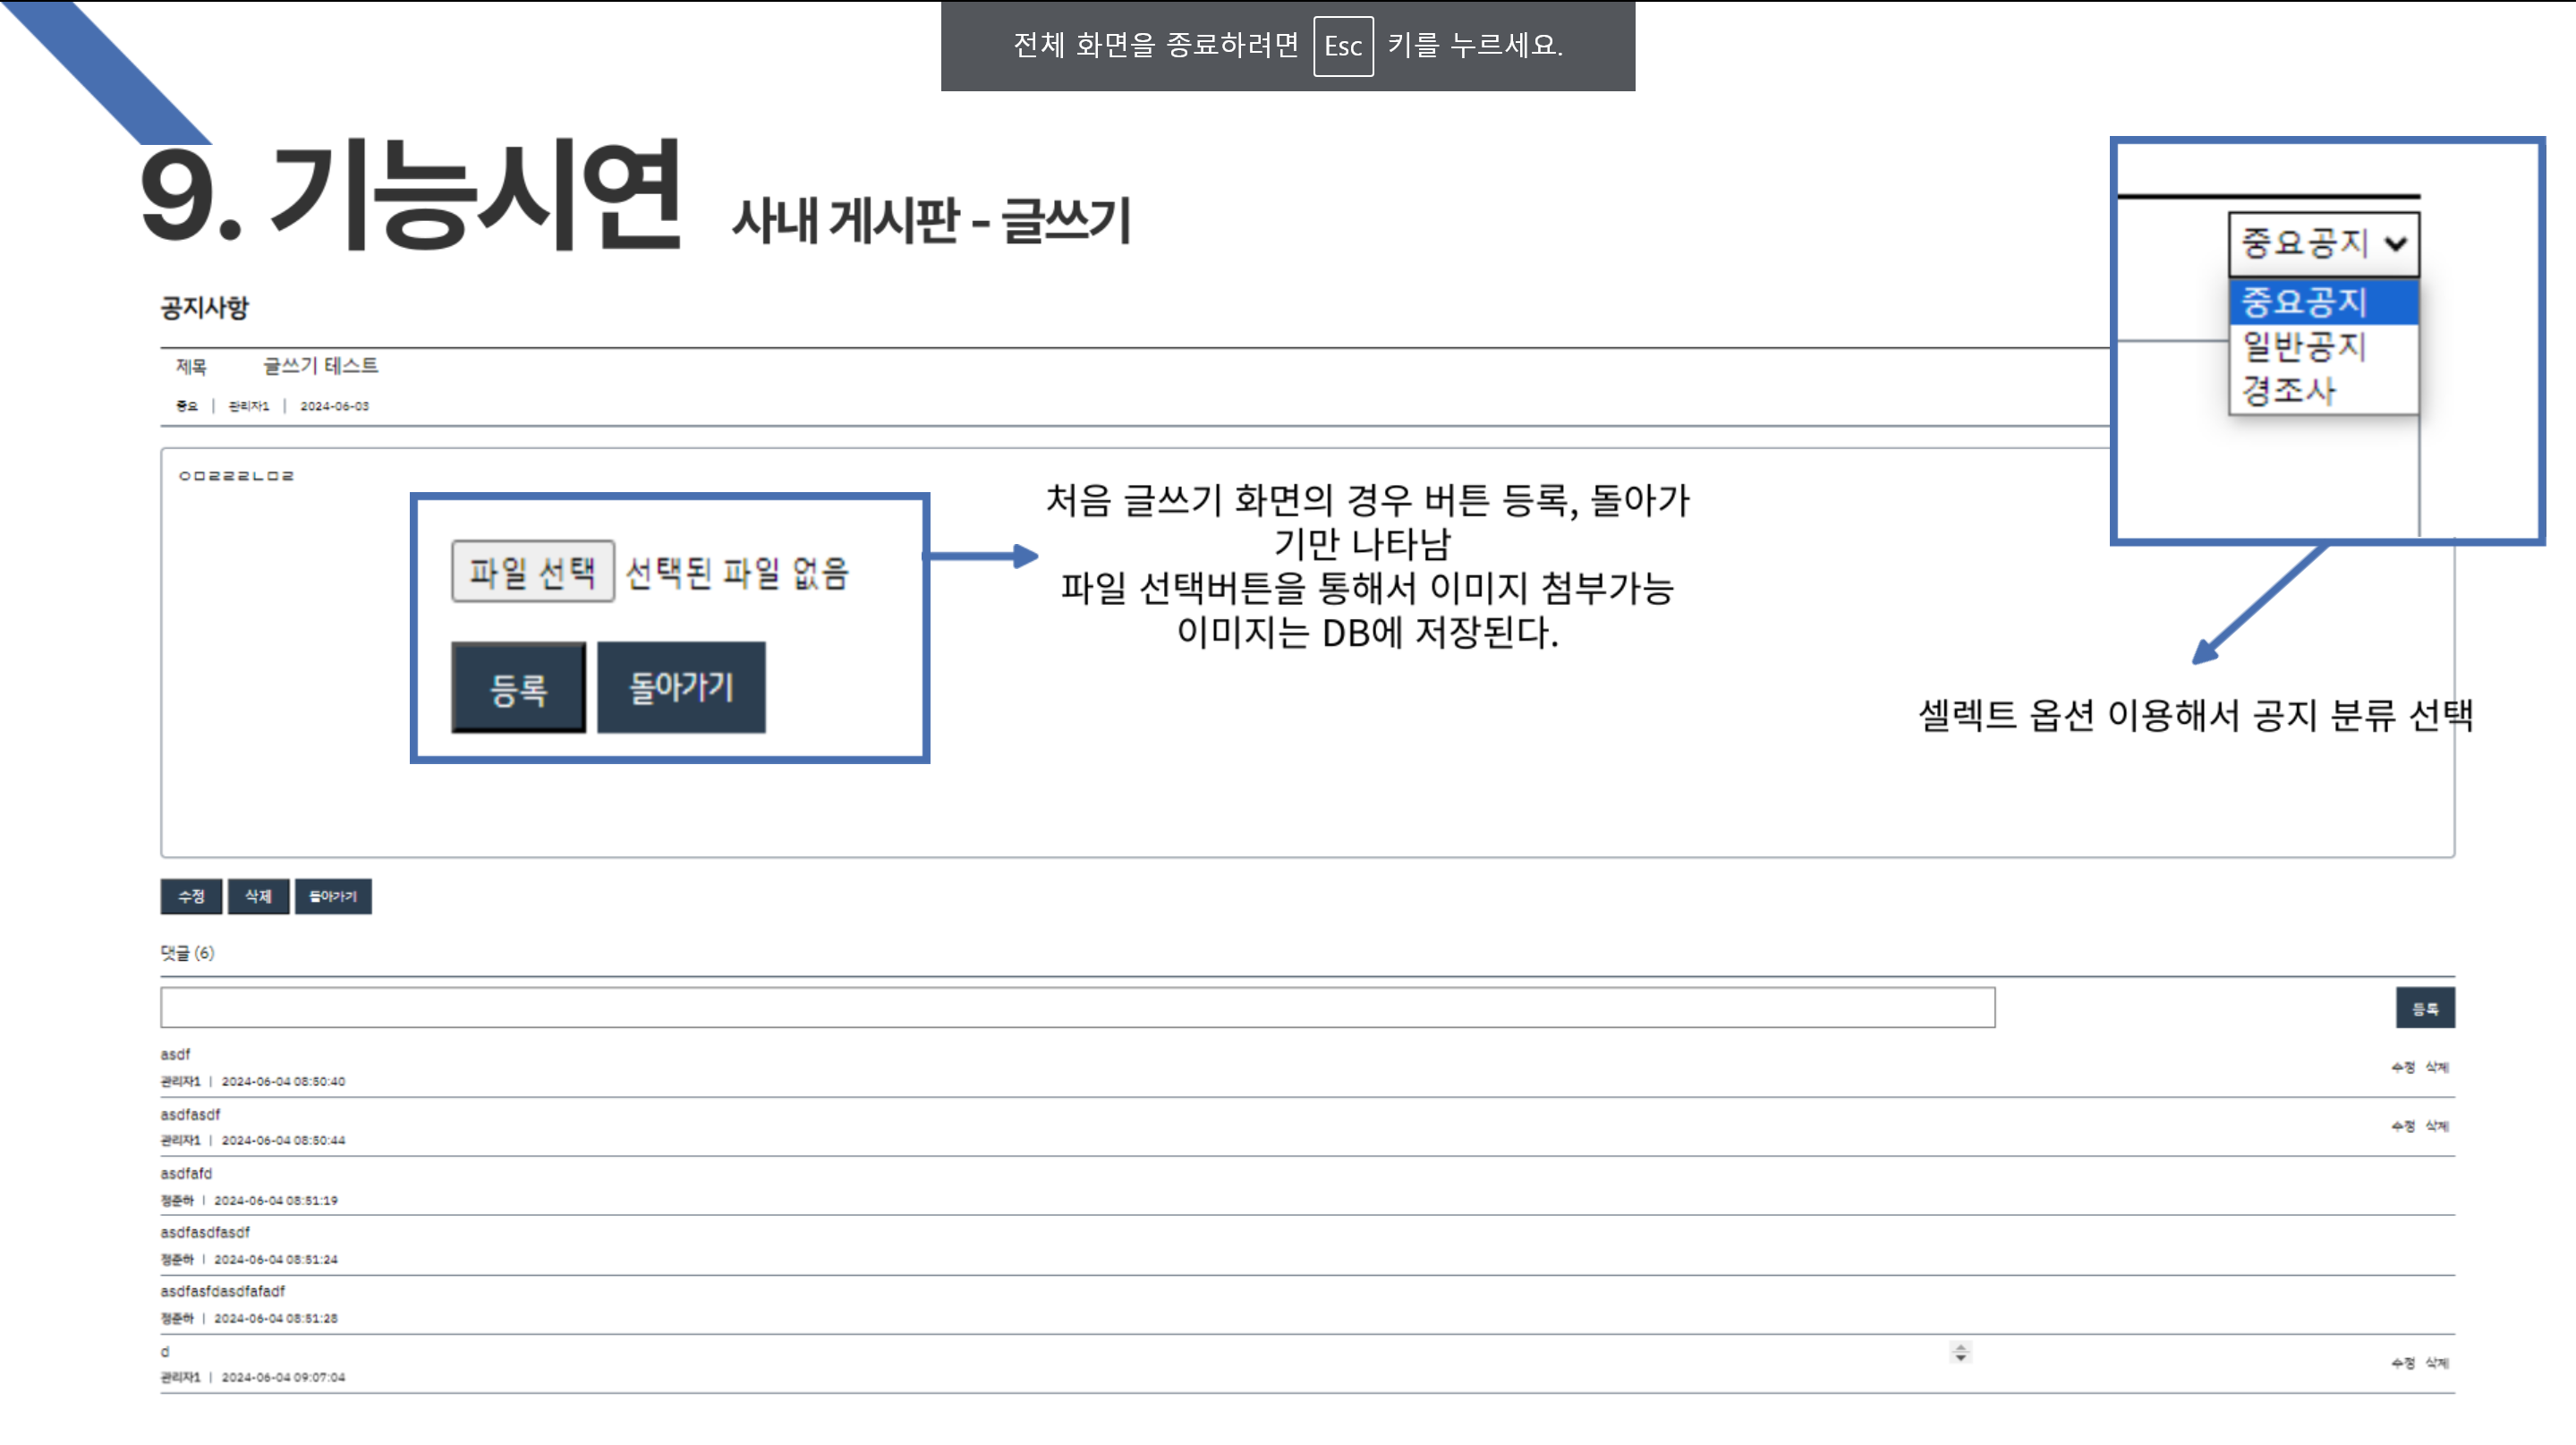 전체 화면을 종료하려면 Esc 키를 누르세요.
9. 기능시연 사내 게시판 - 글쓰기
중요공지
중요공지
일반공지
경조사
공지사항
제목 글쓰기 테스트
중요 | 관리자1 | 2024-06-03
ㅇㅁㄹㄹㄹㄴㅁㄹ
파일 선택 선택된 파일 없음
등록 돌아가기
처음 글쓰기 화면의 경우 버튼 등록, 돌아가
기만 나타남
파일 선택버튼을 통해서 이미지 첨부가능
이미지는 DB에 저장된다.
셀렉트 옵션 이용해서 공지 분류 선택
수정 삭제 돌아가기
댓글 (6)
등록
asdf
관리자1 | 2024-06-04 08:50:40
수정 삭제
asdfasdf
관리자1 | 2024-06-04 08:50:44
수정 삭제
asdfafd
정준하 | 2024-06-04 08:51:19
asdfasdfasdf
정준하 | 2024-06-04 08:51:24
asdfasfdasdfafadf
정준하 | 2024-06-04 08:51:28
d
관리자1 | 2024-06-04 09:07:04
수정 삭제